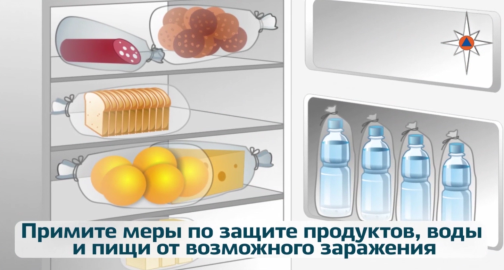 Примите меры по защите продуктов, воды
и пищи от возможного заражения